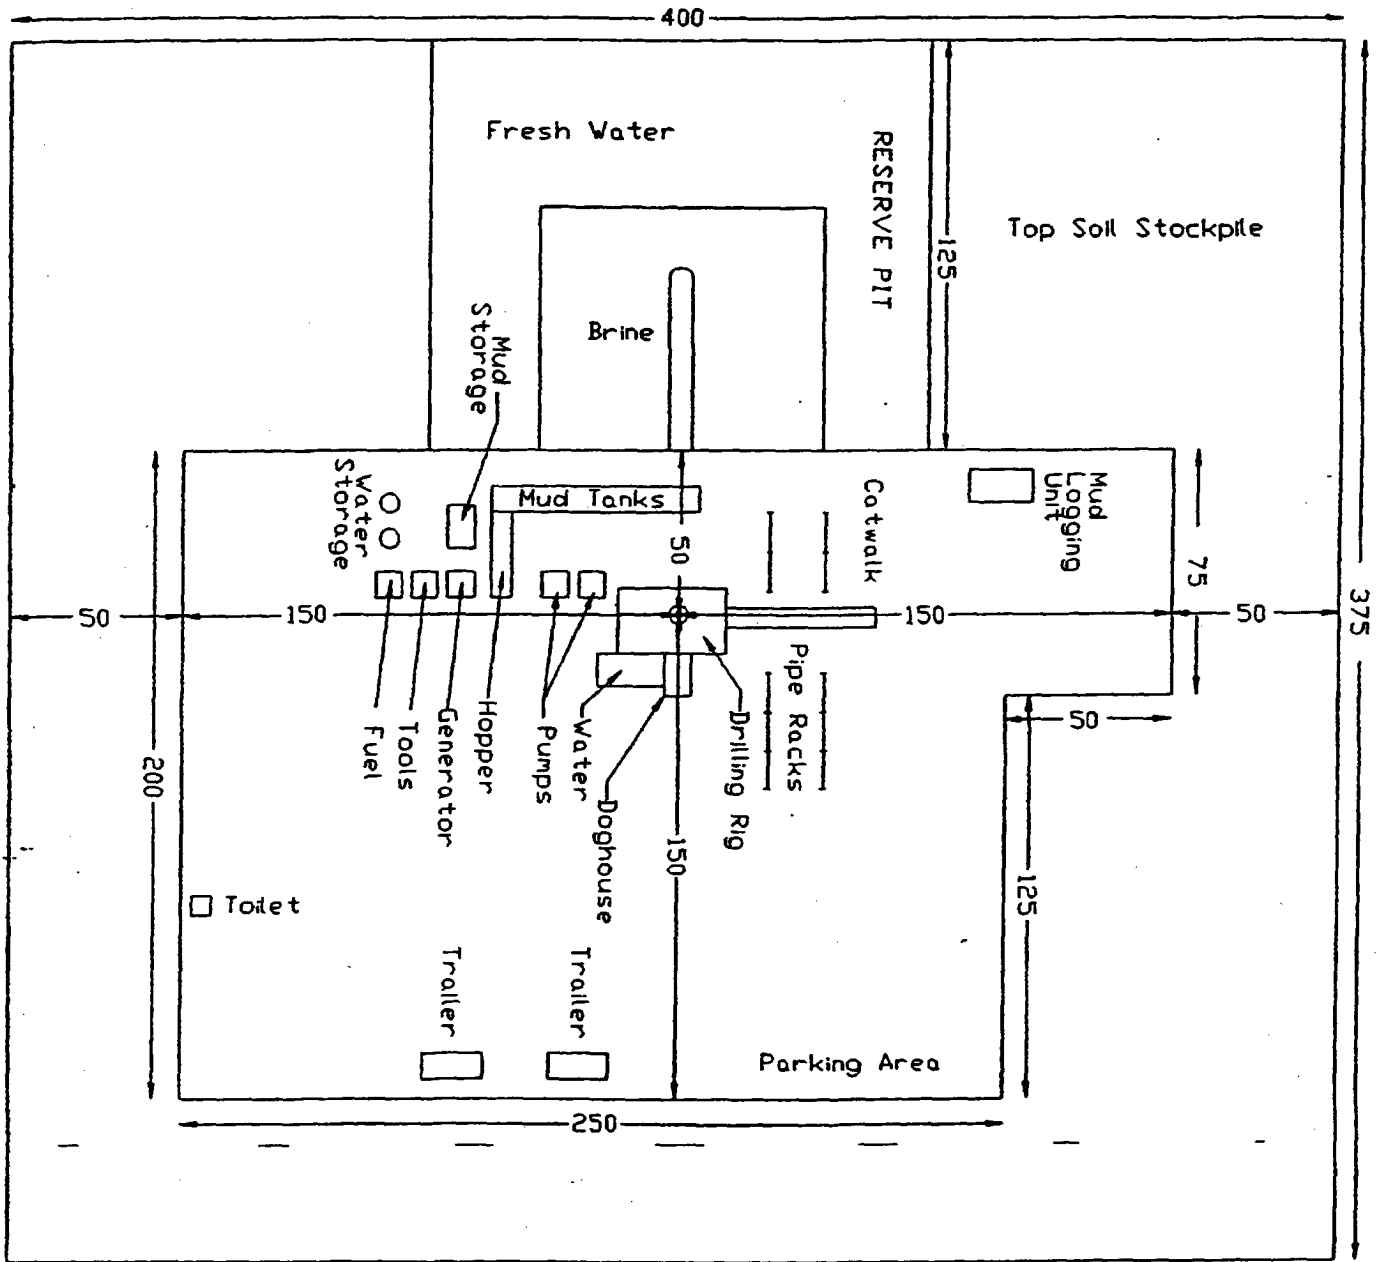 400
Fresh Water
RESERVE PIT
Top Soil Stockpile
125
Brine
Mud
Storage
Mud Tanks
Water
Storage
Catwalk
Mud
Logging
Unit
50
75
375
50
150
150
50
Pipe Racks
50
Fuel
Tools
Generator
Hopper
Pumps
Water
Doghouse
Drilling Rig
200
150
125
Toilet
Trailer
Trailer
Parking Area
250